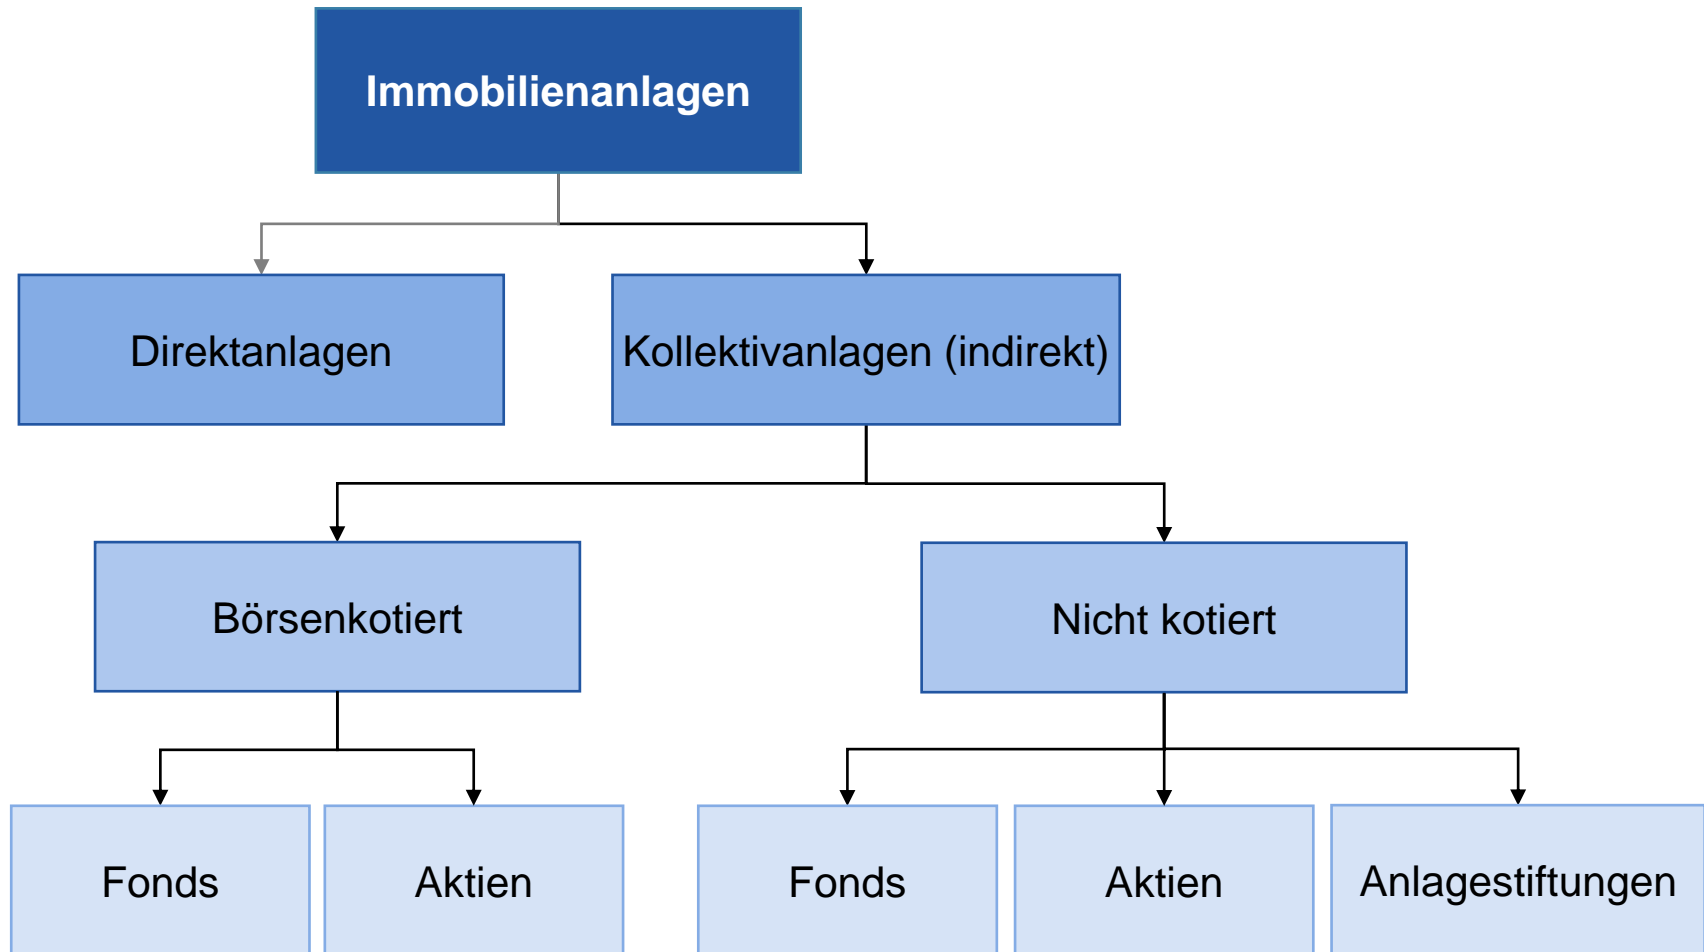 Immobilienanlagen
Direktanlagen
Kollektivanlagen (indirekt)
Börsenkotiert
Nicht kotiert
Fonds
Aktien
Fonds
Aktien
Anlagestiftungen